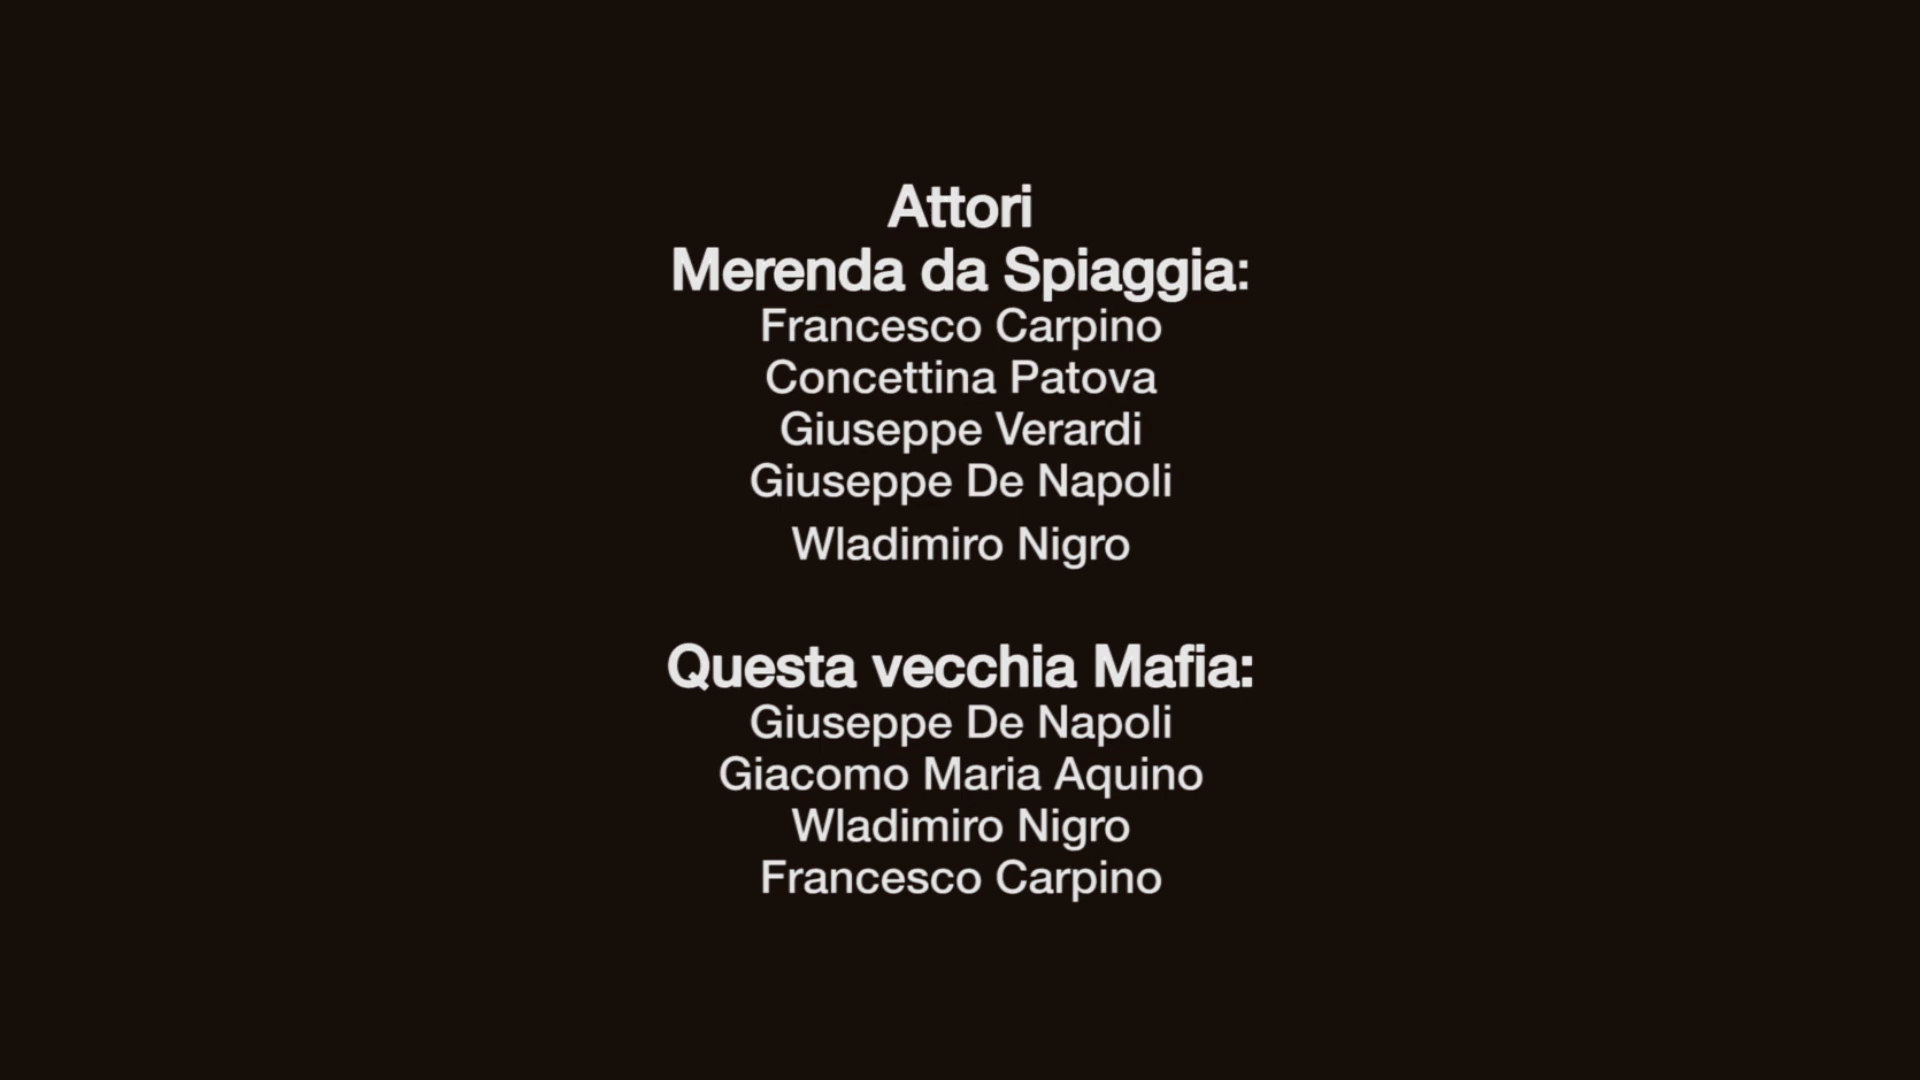 Attori
Merenda da Spiaggia:
Francesco Carpino
Concettina Patova
Giuseppe Verardi
Giuseppe De Napoli
Wladimiro Nigro
Questa vecchia Mafia:
Giuseppe De Napoli
Giacomo Maria Aquino
Wladimiro Nigro
Francesco Carpino